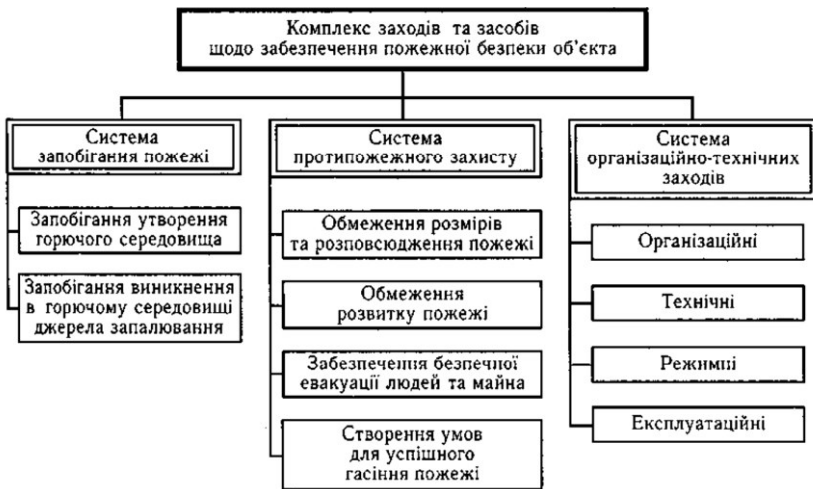 Комплекс заходів та засобів
щодо забезпечення пожежної безпеки об'єкта
Система
запобігання пожежі
Запобігання утворення
горючого середовища
Запобігання виникнення
в горючому середовищі
джерела запалювання
Система
протипожежного захисту
Обмеження розмірів
та розповсюдження пожежі
Обмеження
розвитку пожежі
Забезпечення безпечної
евакуації людей та майна
Створення умов
для успішного
гасіння пожежі
Система
організаційно-технічних
заходів
Організаційні
Технічні
Режимні
Експлуатаційні